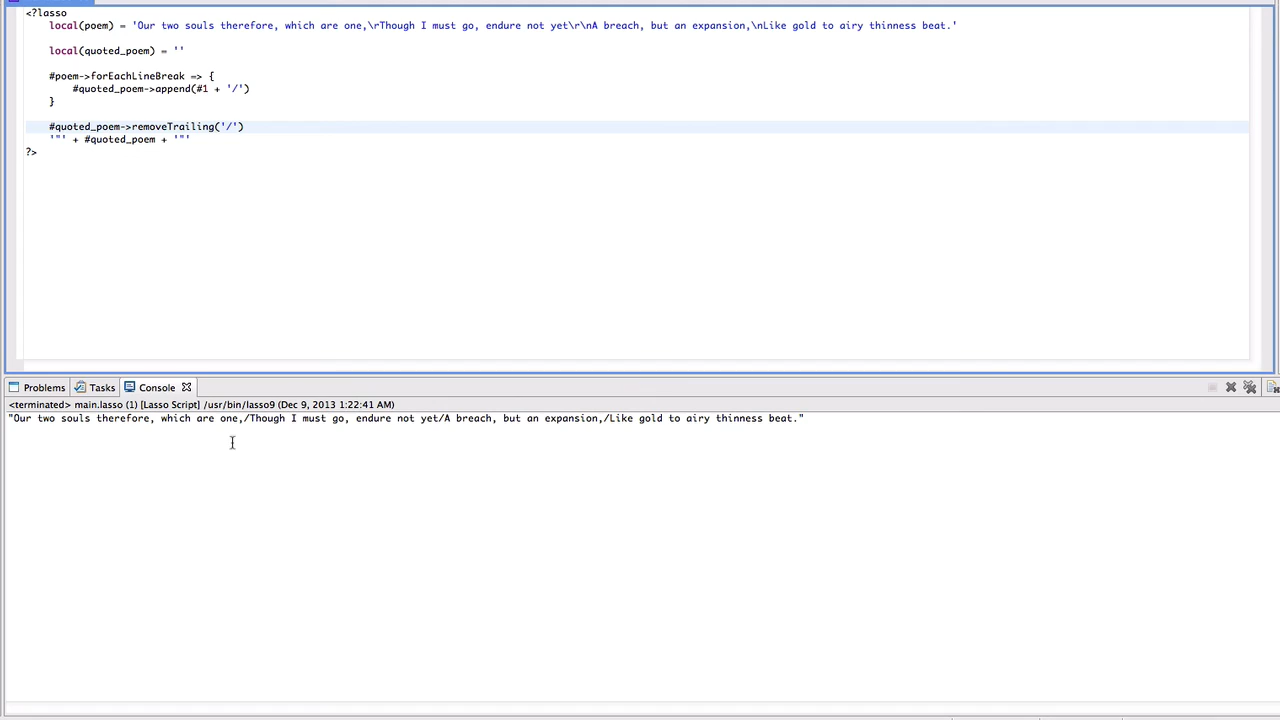 <?lasso
local(poem) = 'Our two souls therefore, which are one,\rThough I must go, endure not yet\r\nA breach, but an expansion,\nLike gold to airy thinness beat.'
local(quoted_poem) = ''
#poem->forEachLineBreak => {
#quoted_poem->append(#1 + '/')
}
#quoted_poem->removeTrailing('/')
'"' + #quoted_poem + '"'
?>
Problems Tasks Console
<terminated> main.lasso (1) [Lasso Script] /usr/bin/lasso9 (Dec 9, 2013 1:22:41 AM)
"Our two souls therefore, which are one,/Though I must go, endure not yet/A breach, but an expansion,/Like gold to airy thinness beat."